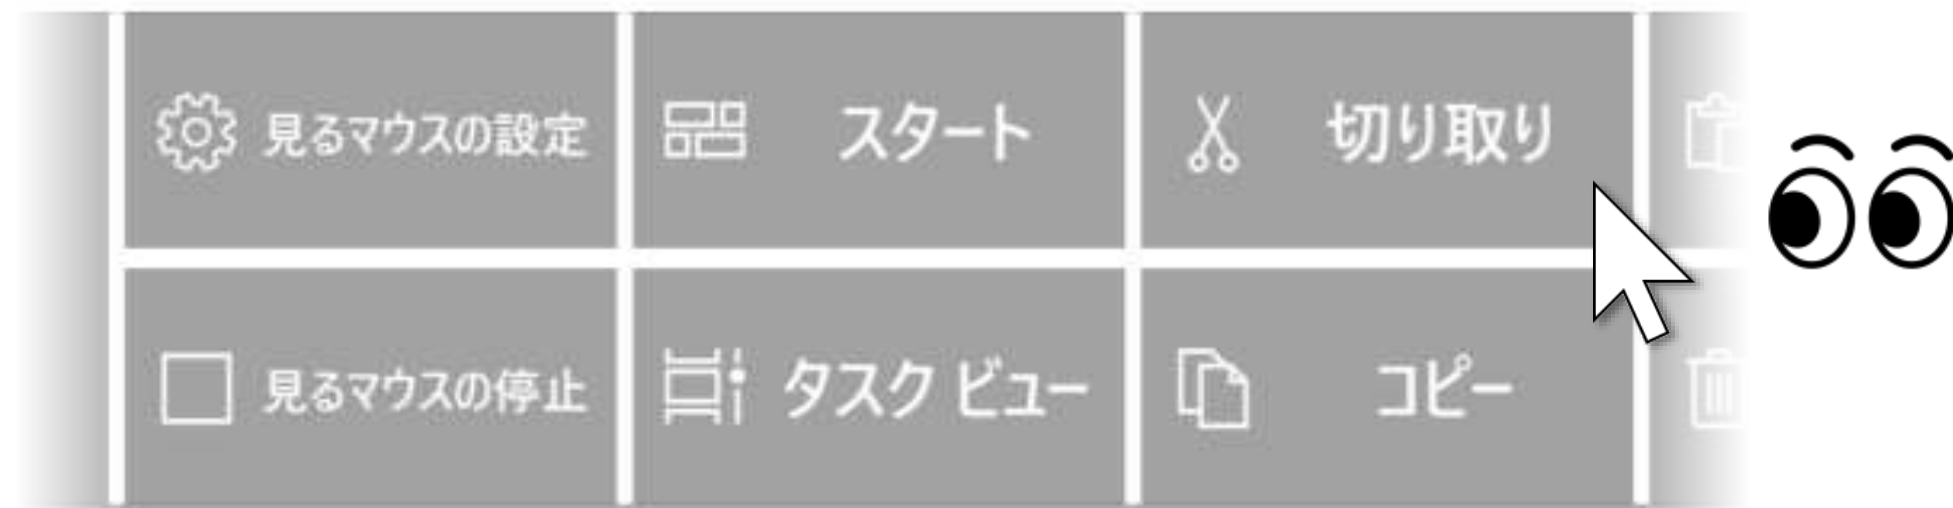 見るマウスの設定
スタート
切り取り
見るマウスの停止
タスク ビュー
コピー